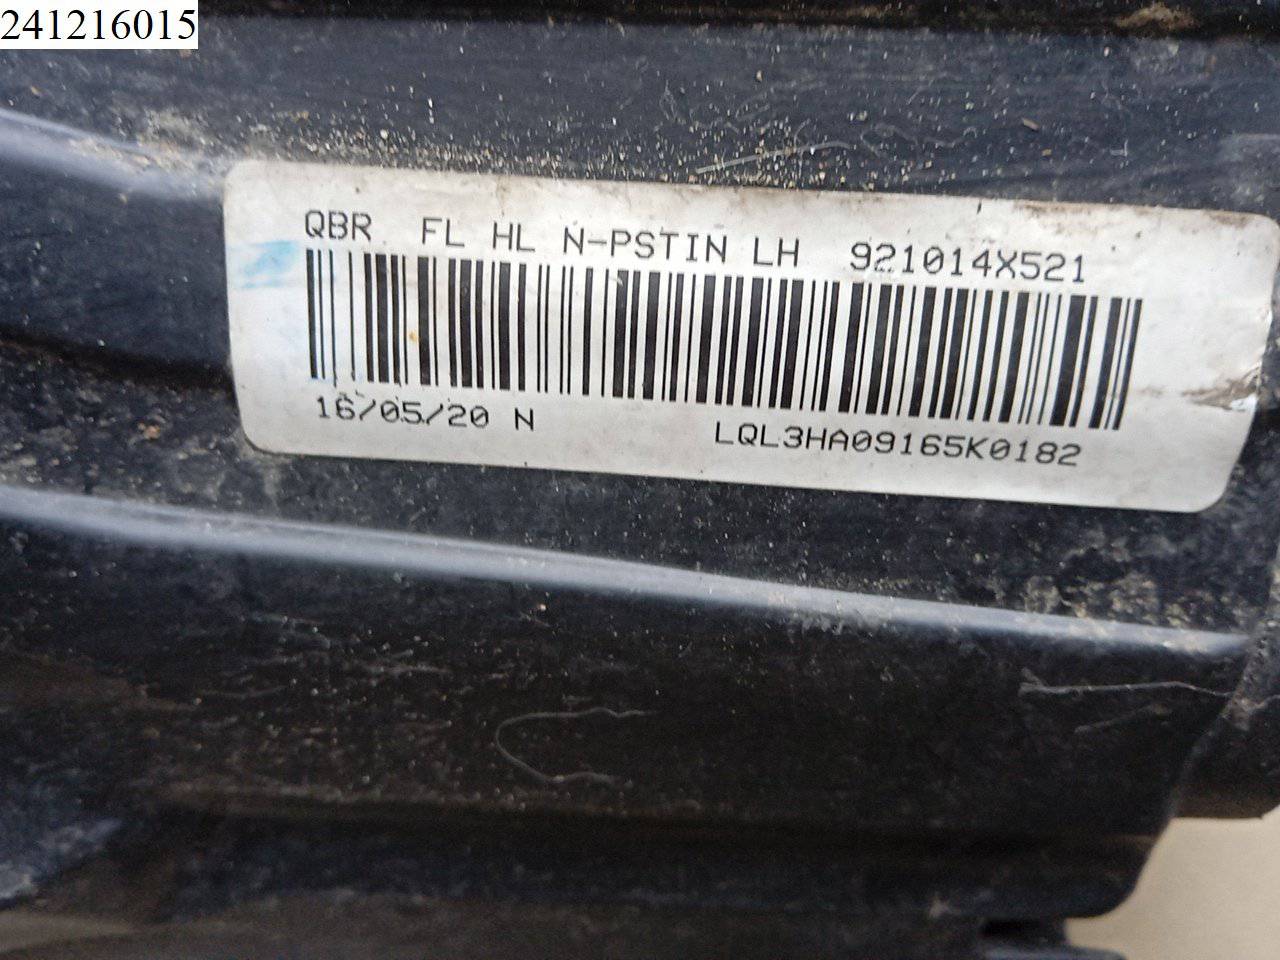 241216015
QBR FL HL N-PSTIN LH 921014X521
16/05/20 N LQL3HA09165K0182